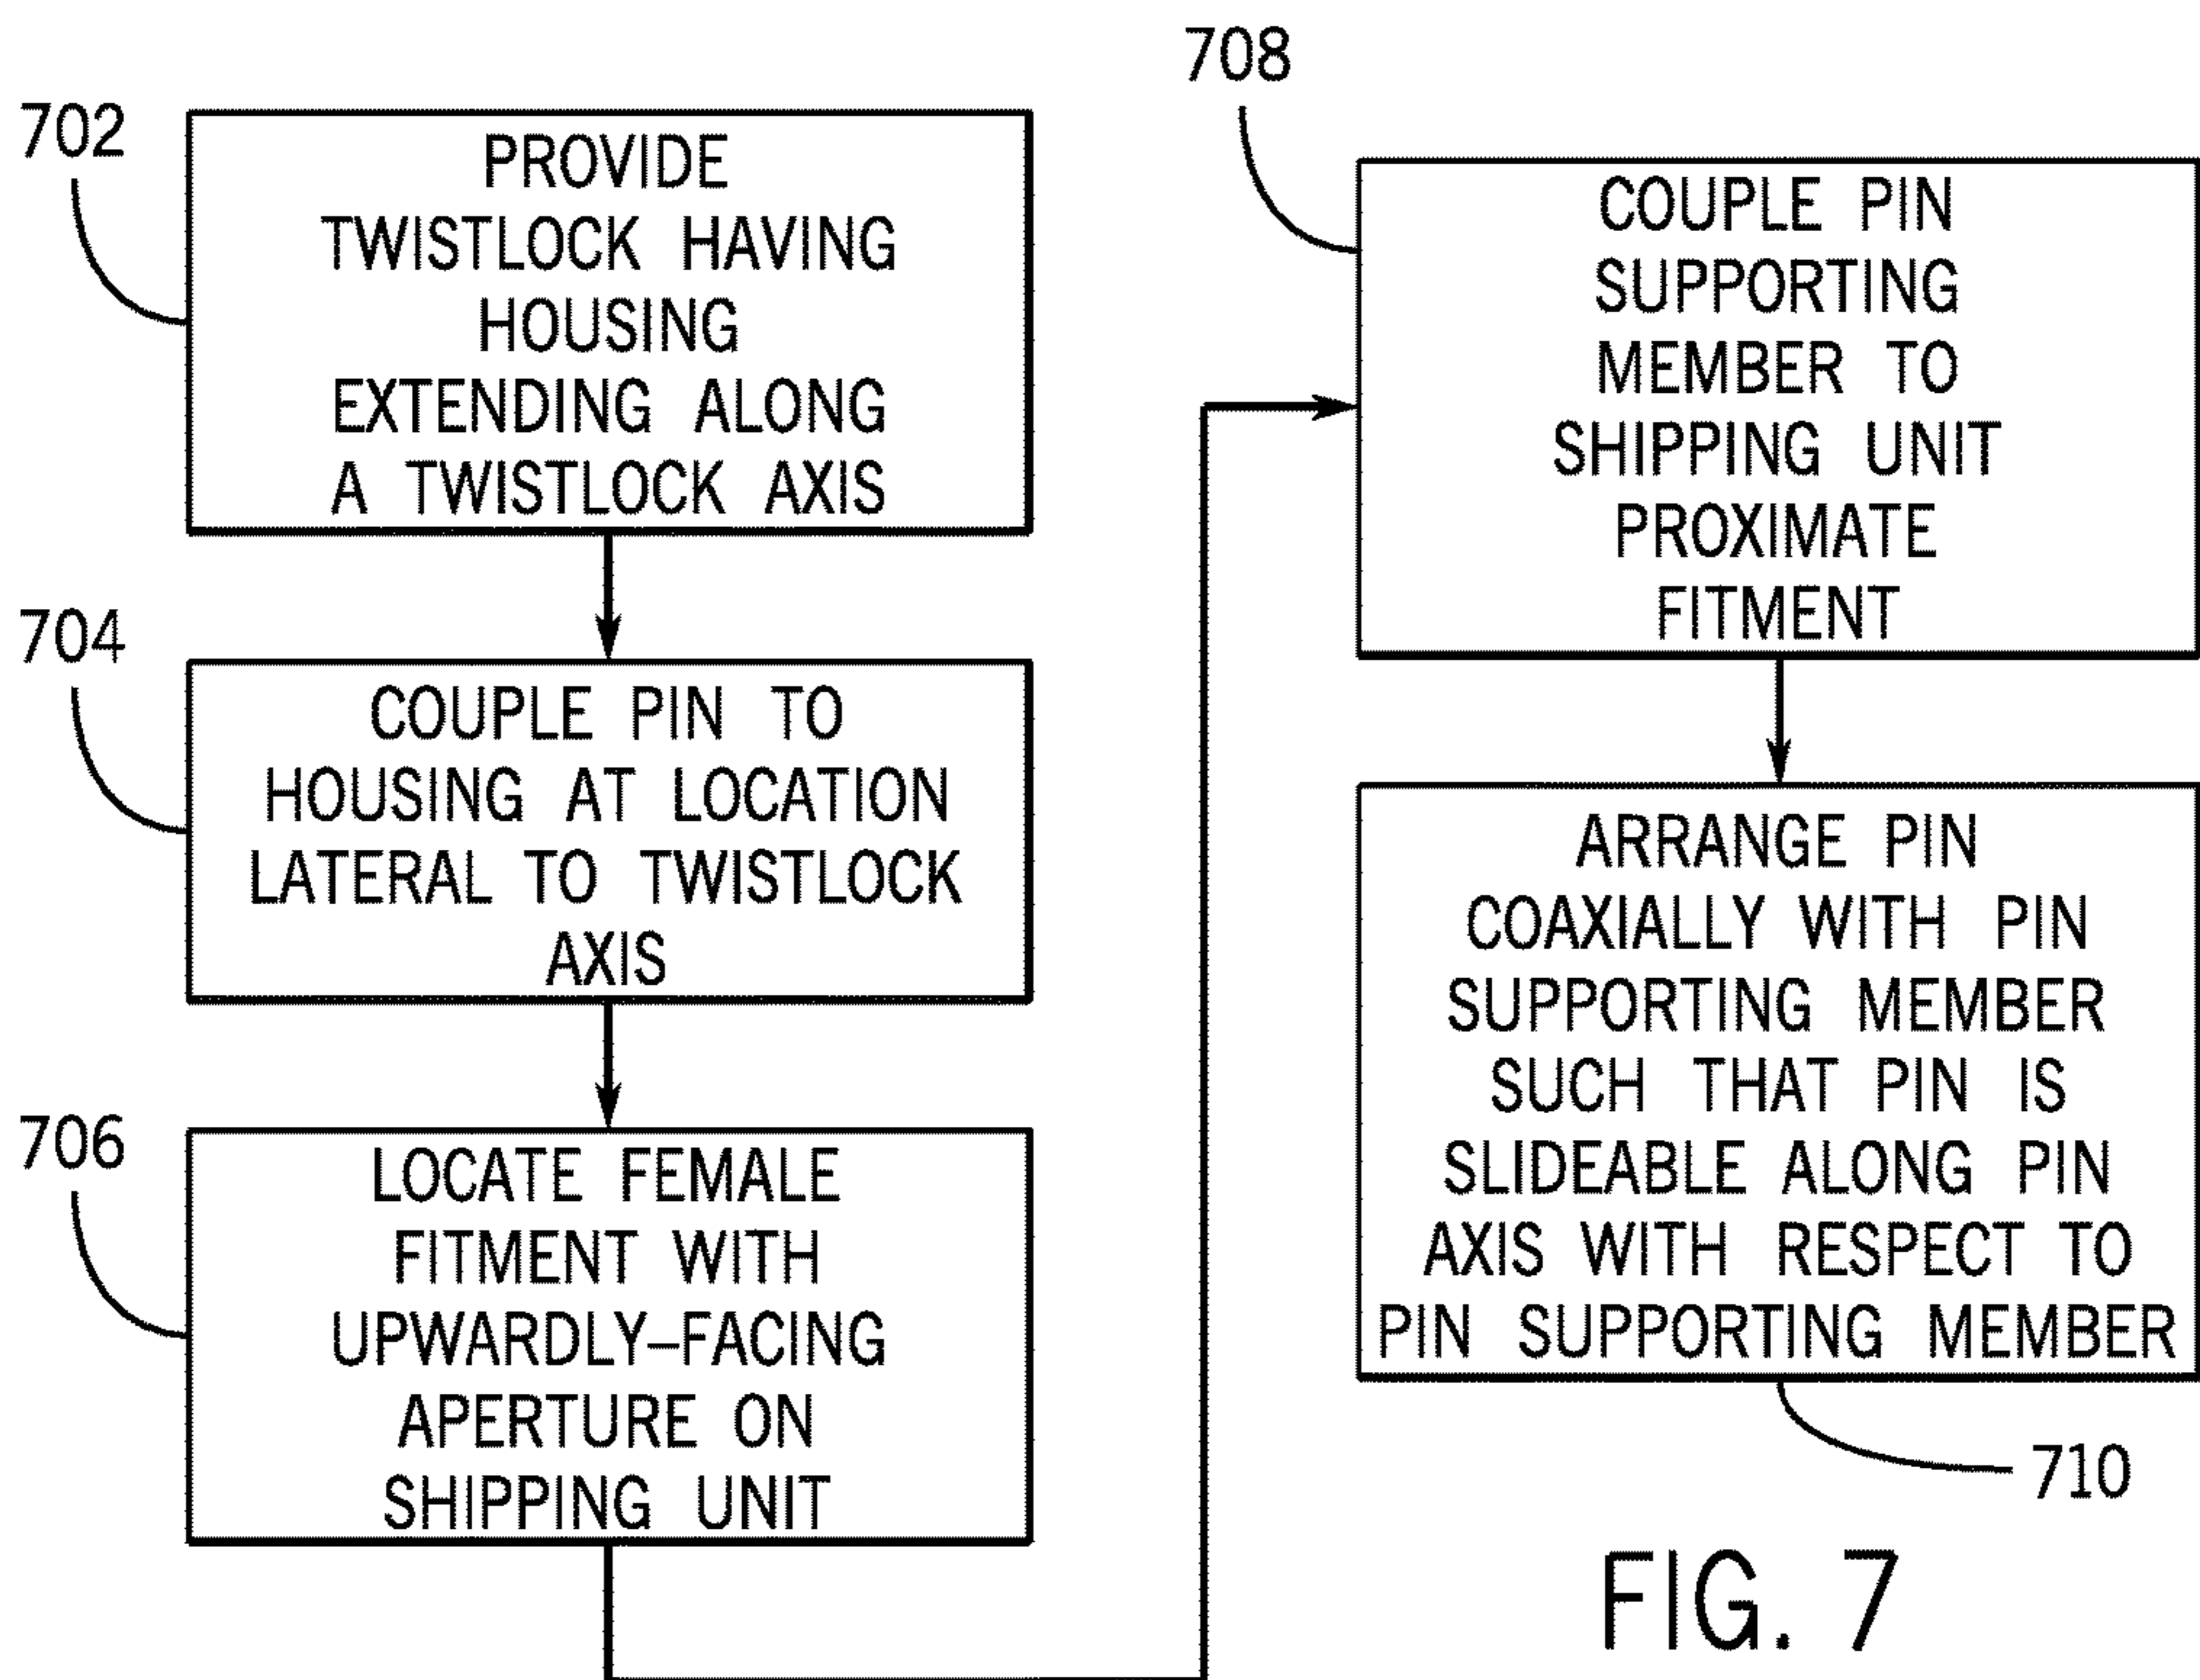 702
PROVIDE
TWISTLOCK HAVING
HOUSING
EXTENDING ALONG
A TWISTLOCK AXIS
704
COUPLE PIN TO
HOUSING AT LOCATION
LATERAL TO TWISTLOCK
AXIS
706
LOCATE FEMALE
FITMENT WITH
UPWARDLY–FACING
APERTURE ON
SHIPPING UNIT
708
COUPLE PIN
SUPPORTING
MEMBER TO
SHIPPING UNIT
PROXIMATE
FITMENT
ARRANGE PIN
COAXIALLY WITH PIN
SUPPORTING MEMBER
SUCH THAT PIN IS
SLIDEABLE ALONG PIN
AXIS WITH RESPECT TO
PIN SUPPORTING MEMBER
710
FIG. 7